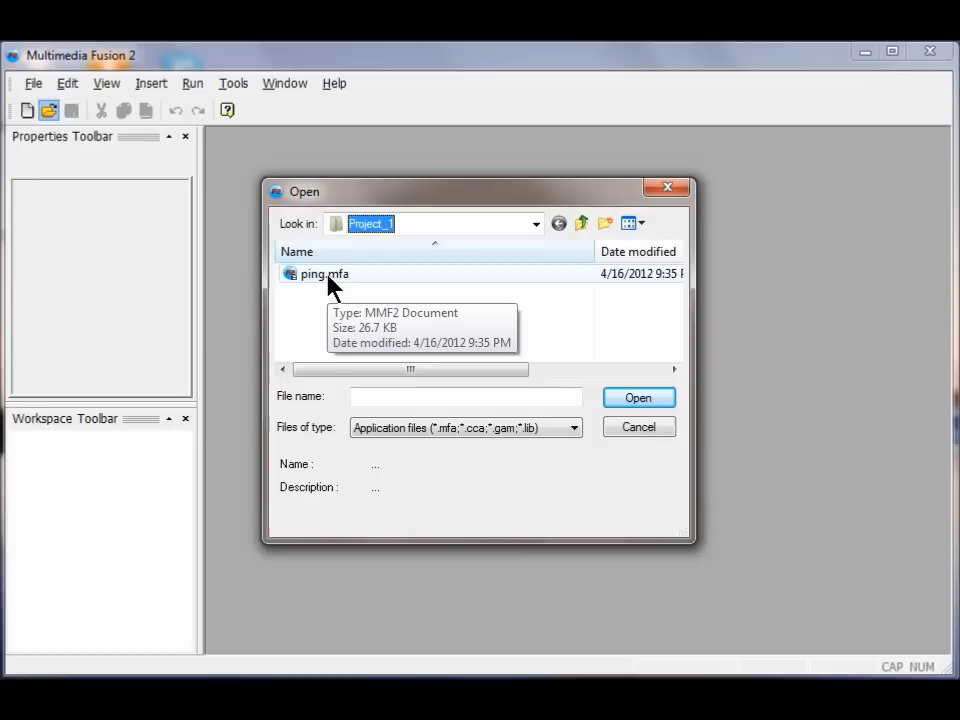 Multimedia Fusion 2
File Edit View Insert Run Tools Window Help
Properties Toolbar
Open
Look in: Project_1
Name Date modified
ping.mfa 4/16/2012 9:35
Type: MMF2 Document
Size: 26.7 KB
Date modified: 4/16/2012 9:35 PM
File name: Open
Files of type: Application files (*.mfa;*.cca;*.gam;*.lib) Cancel
Workspace Toolbar
Name : ...
Description : ...
CAP NUM